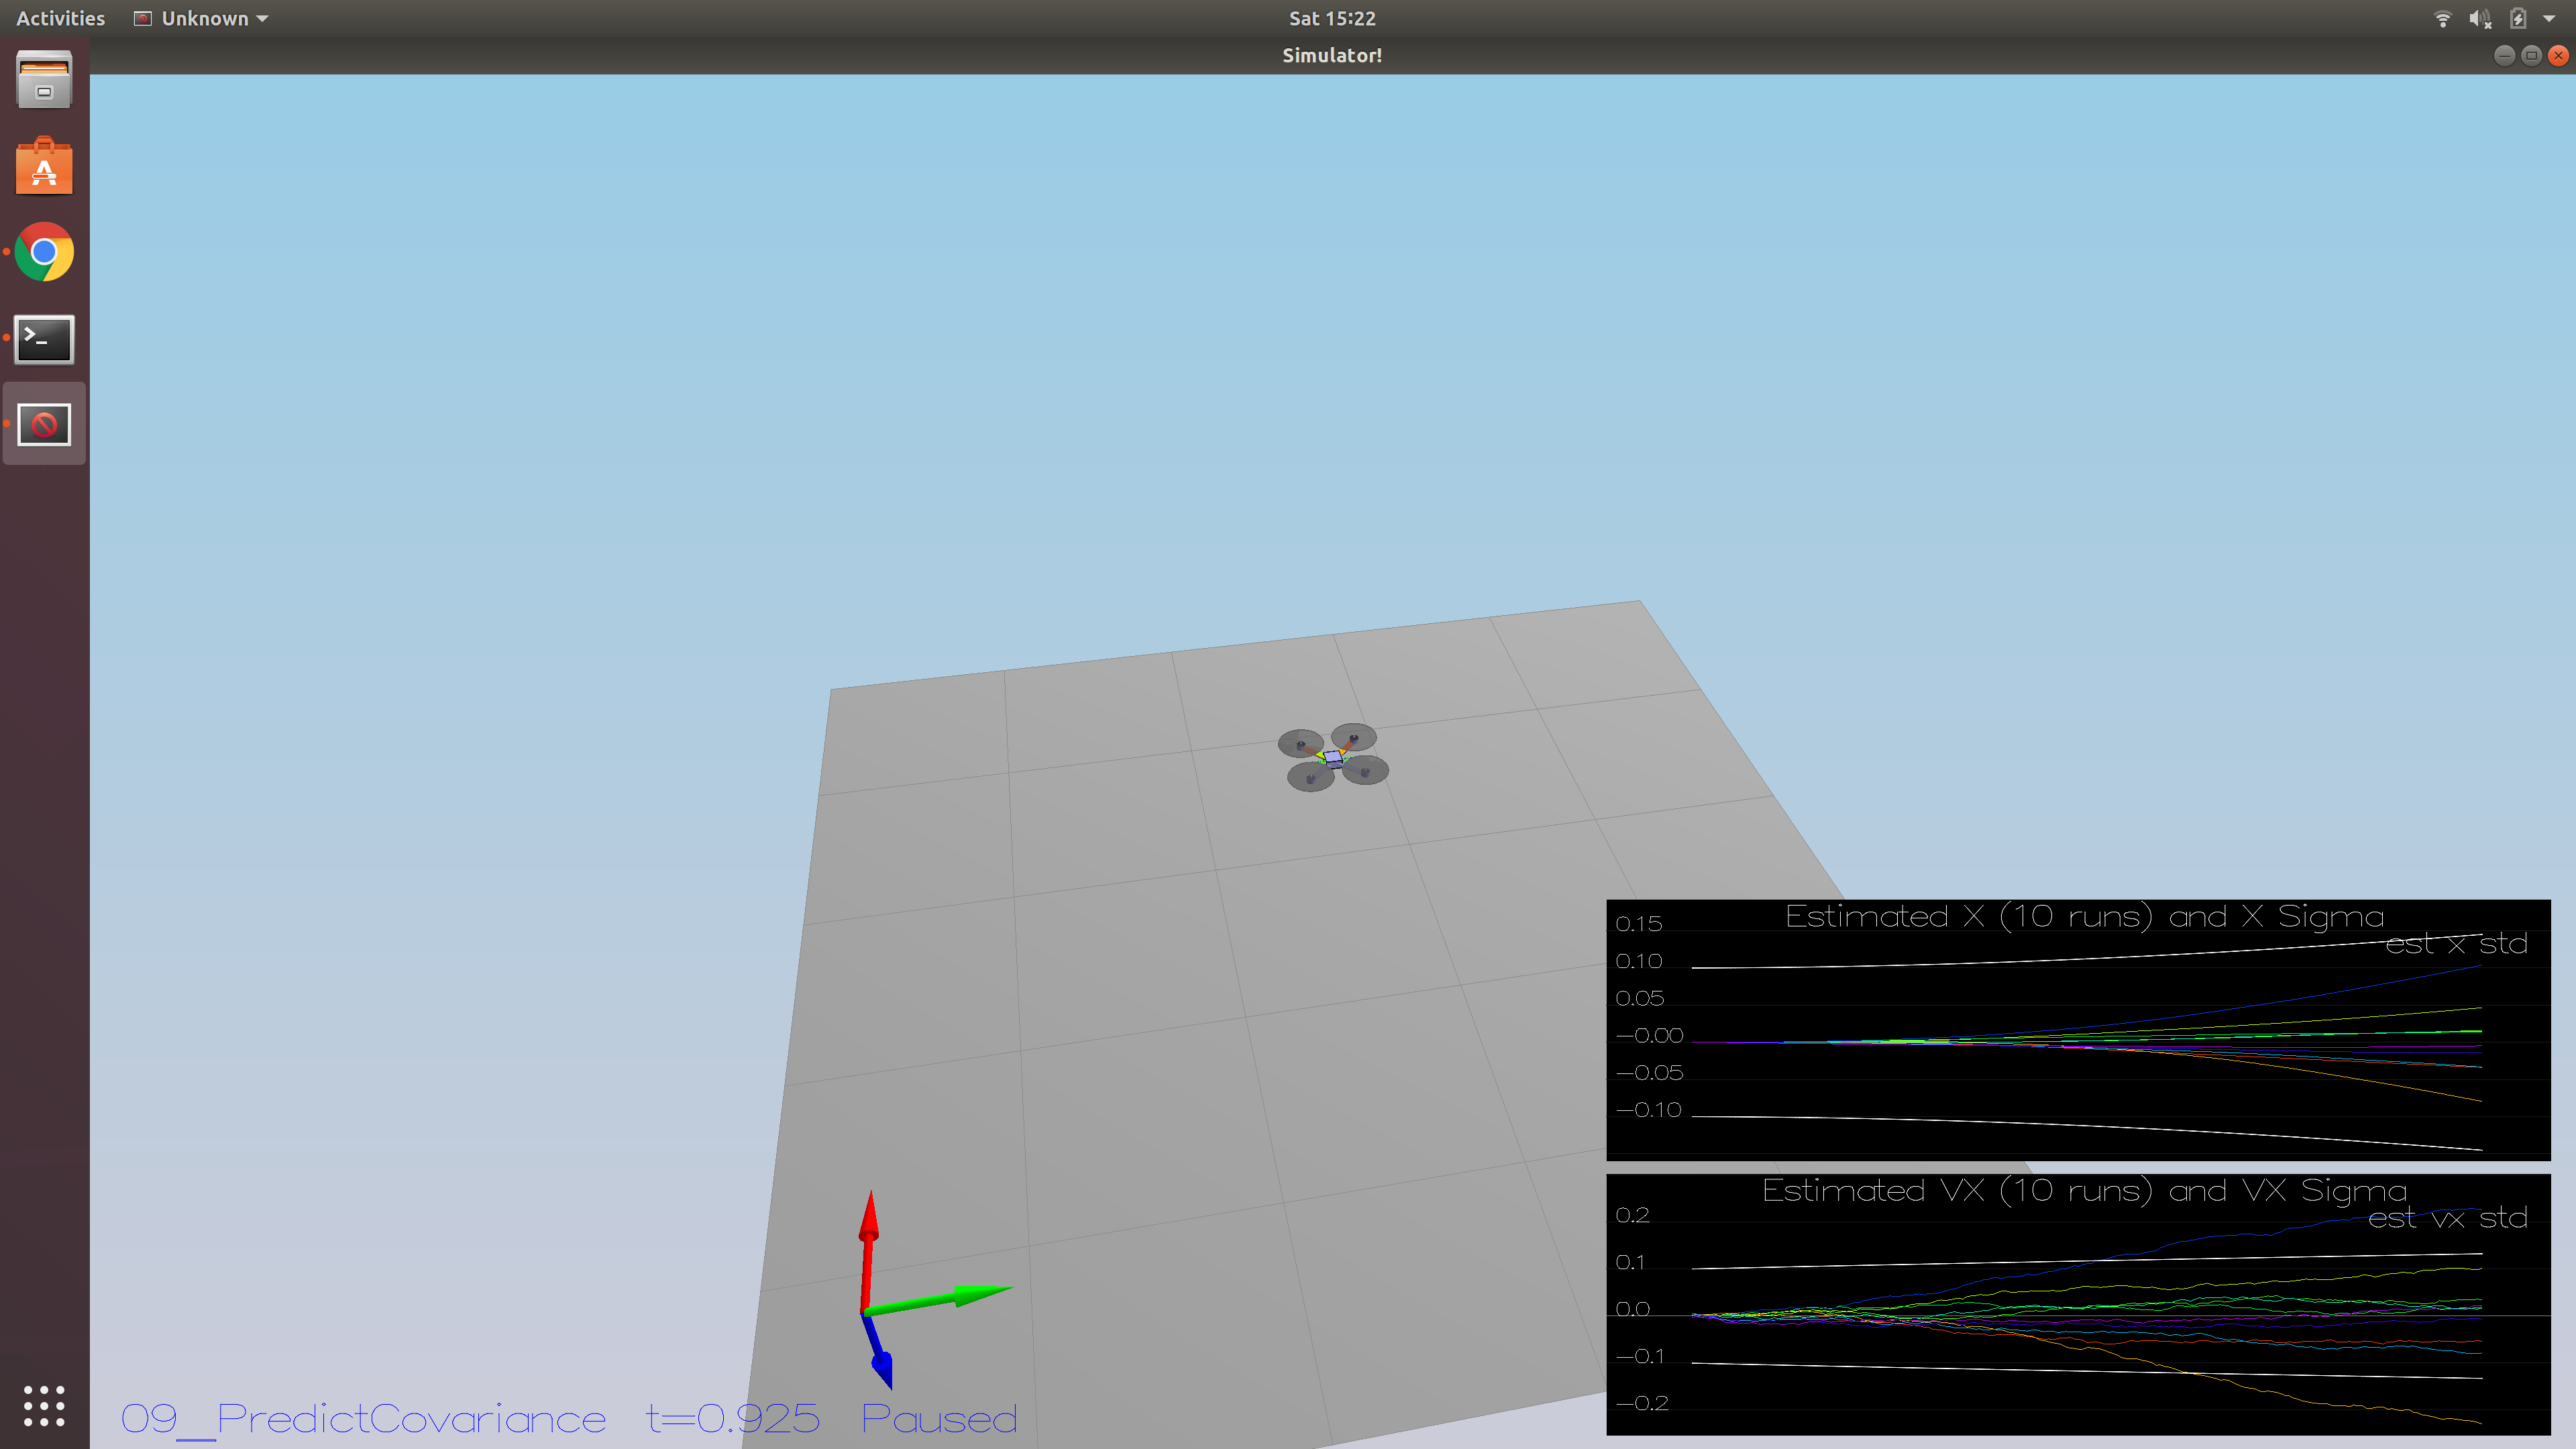 Activities Unknown Sat 15:22
Simulator!
Estimated X (10 runs) and X Sigma
est x std
0.15
0.10
0.05
-0.00
-0.05
-0.10
Estimated VX (10 runs) and VX Sigma
est vx std
0.2
0.1
0.0
-0.1
-0.2
09_PredictCovariance t=0.925 Paused